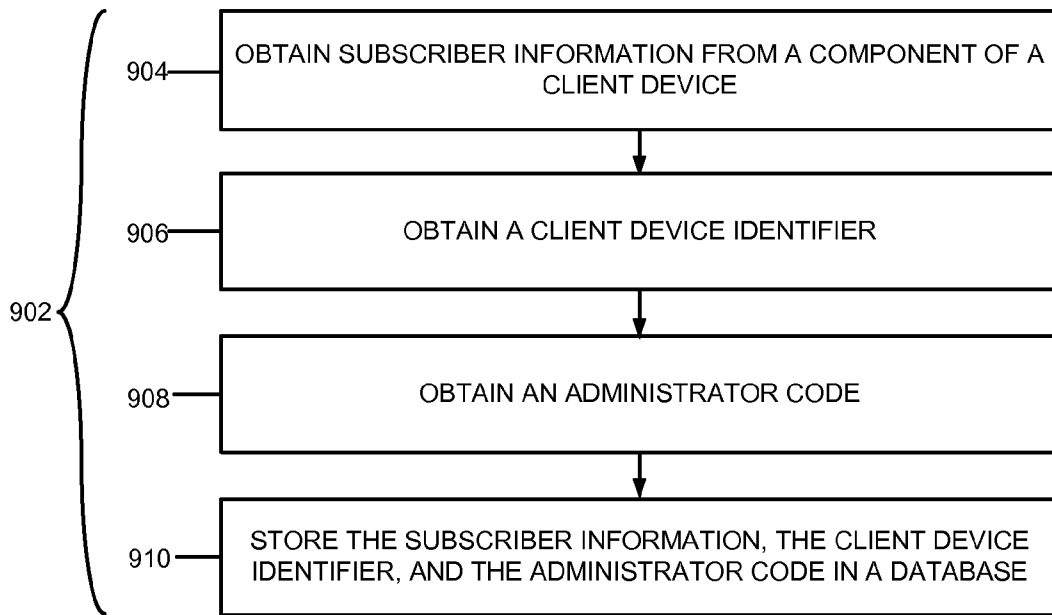 904
OBTAIN SUBSCRIBER INFORMATION FROM A COMPONENT OF A
CLIENT DEVICE
906
OBTAIN A CLIENT DEVICE IDENTIFIER
902
908
OBTAIN AN ADMINISTRATOR CODE
910
STORE THE SUBSCRIBER INFORMATION, THE CLIENT DEVICE
IDENTIFIER, AND THE ADMINISTRATOR CODE IN A DATABASE